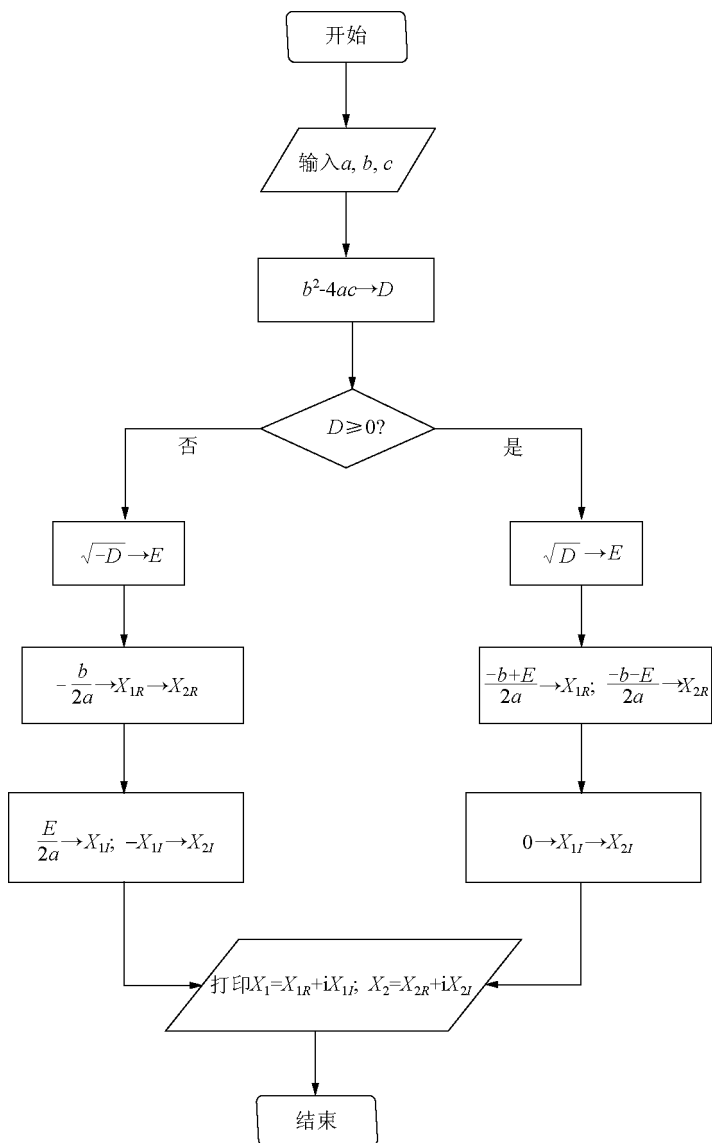 开始
输入a, b, c
b²-4ac→D
D≥0?
否
是
√-D→E
√D→E
-b/2a→X₁R→X₂R
-b+E/2a→X₁R; -b-E/2a→X₂R
E/2a→X₁I; -X₁I→X₂I
0→X₁I→X₂I
打印X₁=X₁R+iX₁I; X₂=X₂R+iX₂I
结束